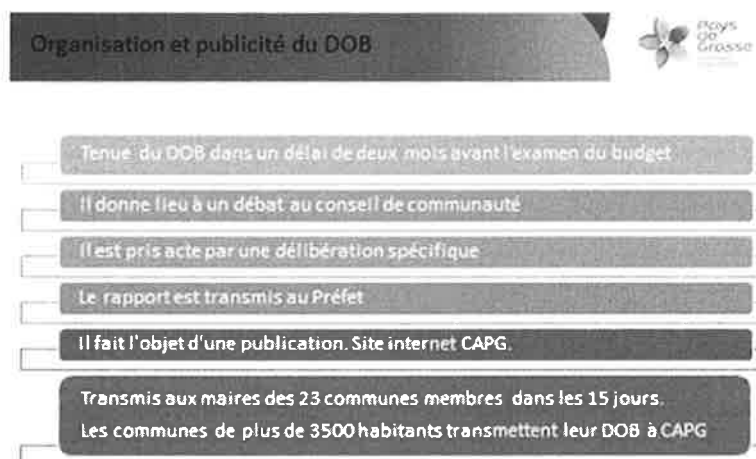 Organisation et publicité du DOB
Pays
de
Grasse
Tenue du DOB dans un délai de deux mois avant l'examen du budget
Il donne lieu à un débat au conseil de communauté
Il est pris acte par une délibération spécifique
Le rapport est transmis au Préfet
Il fait l'objet d'une publication. Site internet CAPG.
Transmis aux maires des 23 communes membres dans les 15 jours.
Les communes de plus de 3500 habitants transmettent leur DOB à CAPG